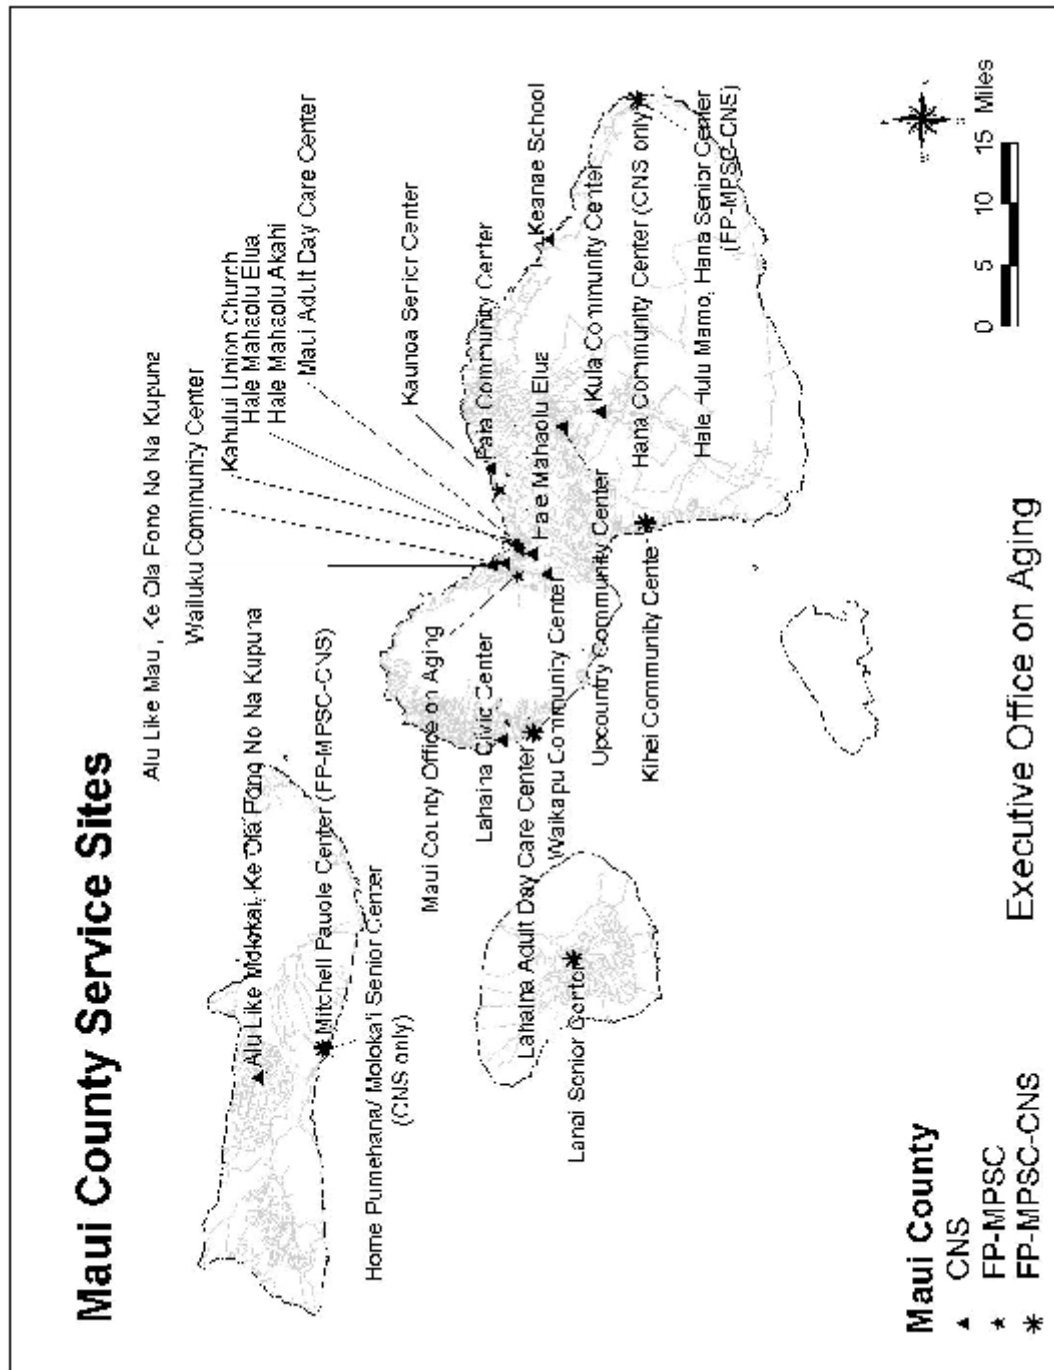 Maui County Service Sites
Alu Like Maui, Ke Ola Pono No Na Kupuna
Wailuku Community Center
Kahului Union Church
Hale Mahaolu Elua
Hale Mahaolu Akahi
Maui Adult Day Care Center
Kaunoa Senior Center
Paia Community Center
Keanae School
Alu Like Molokai, Ke Ola Pono No Na Kupuna
Mitchell Pauole Center (FP-MPSC-CNS)
Home Pumehana/ Moloka'i Senior Center
(CNS only)
Maui County Office on Aging
Lahaina Civic Center
Hale Mahaolu Elua
Kula Community Center
Lahaina Adult Day Care Center
Waikapu Community Center
Upcountry Community Center
Hana Community Center (CNS only)
Kihei Community Cente
Hale Hulu Mamo, Hana Senior Center
(FP-MPSC-CNS)
Lanai Senior Center
Maui County
CNS
FP-MPSC
FP-MPSC-CNS
Executive Office on Aging
0 5 10 15 Miles